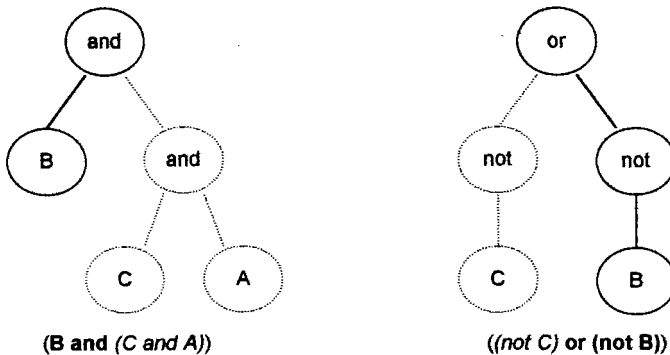 and
or
B
and
not
not
C
A
C
B
(B and (C and A))
((not C) or (not B))